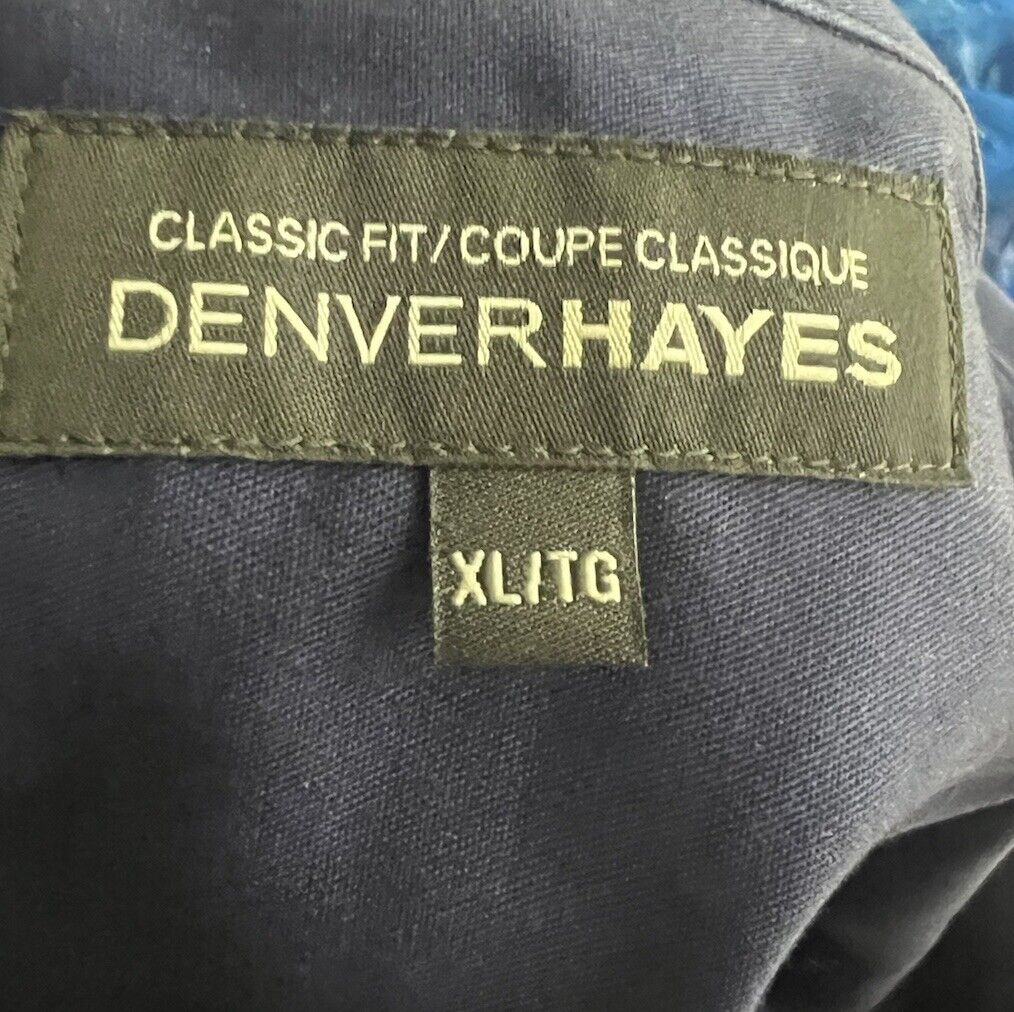 CLASSIC FIT/COUPE CLASSIQUE
DENVERHAYES
XL/TG